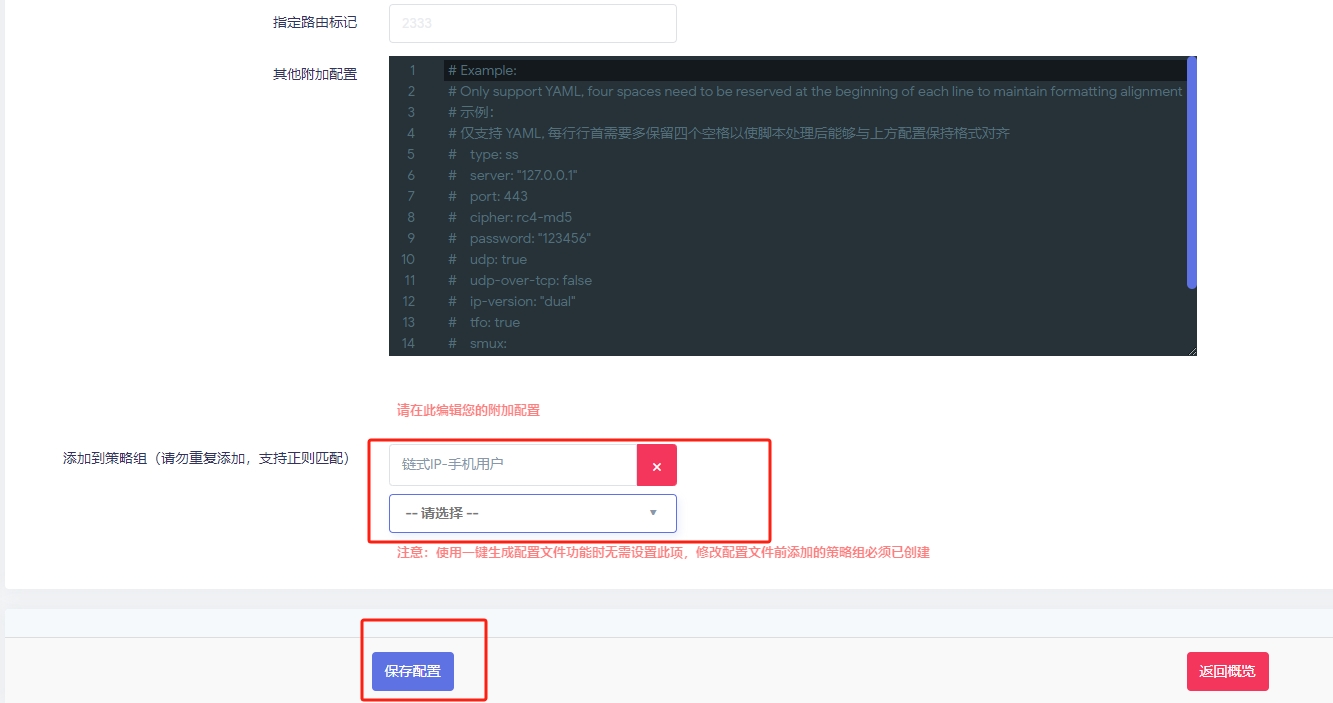 指定路由标记
2333
其他附加配置
1 # Example:
2 # Only support YAML, four spaces need to be reserved at the beginning of each line to maintain formatting alignment
3 # 示例：
4 # 仅支持 YAML, 每行行首需要多保留四个空格以使脚本处理后能够与上方配置保持格式对齐
5 #   type: ss
6 #   server: "127.0.0.1"
7 #   port: 443
8 #   cipher: rc4-md5
9 #   password: "123456"
10 #   udp: true
11 #   udp-over-tcp: false
12 #   ip-version: "dual"
13 #   tfo: true
14 #   smux:
请在此编辑您的附加配置
添加到策略组（请勿重复添加，支持正则匹配）
链式IP-手机用户
×
-- 请选择 --
注意：使用一键生成配置文件功能时无需设置此项，修改配置文件前添加的策略组必须已创建
保存配置
返回概览